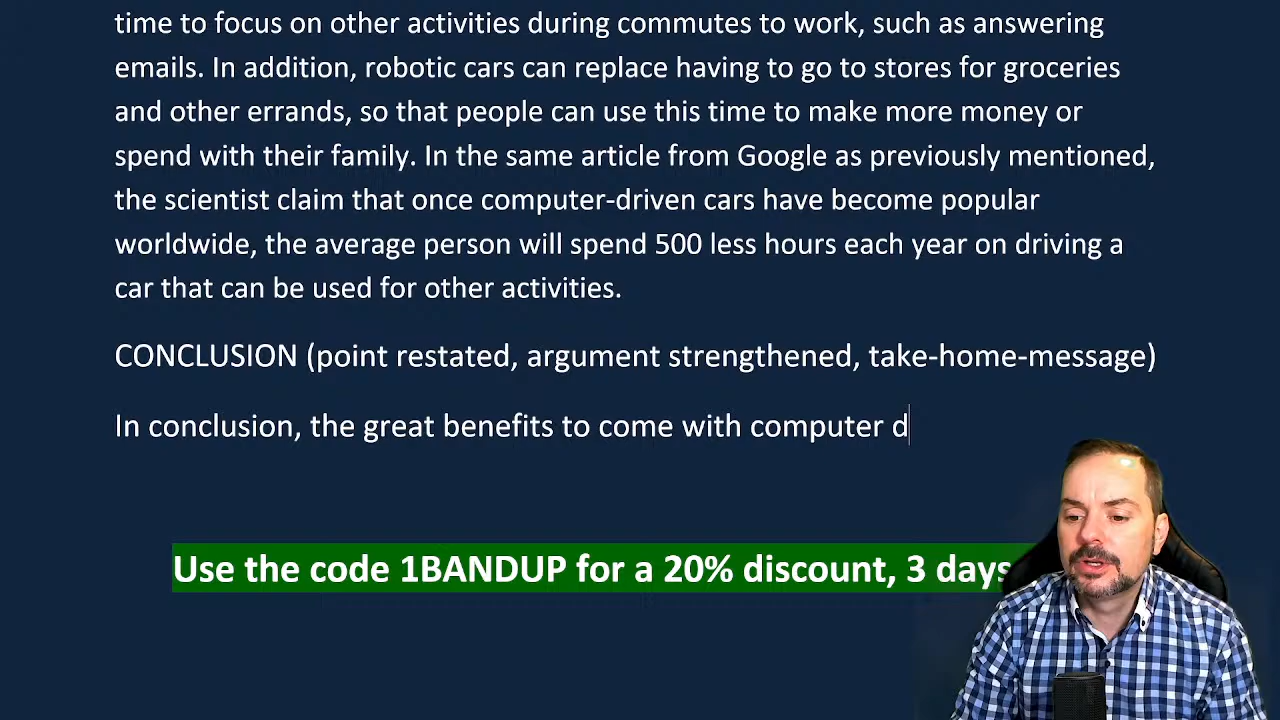 time to focus on other activities during commutes to work, such as answering
emails. In addition, robotic cars can replace having to go to stores for groceries
and other errands, so that people can use this time to make more money or
spend with their family. In the same article from Google as previously mentioned,
the scientist claim that once computer-driven cars have become popular
worldwide, the average person will spend 500 less hours each year on driving a
car that can be used for other activities.
CONCLUSION (point restated, argument strengthened, take-home-message)
In conclusion, the great benefits to come with computer d
Use the code 1BANDUP for a 20% discount, 3 days